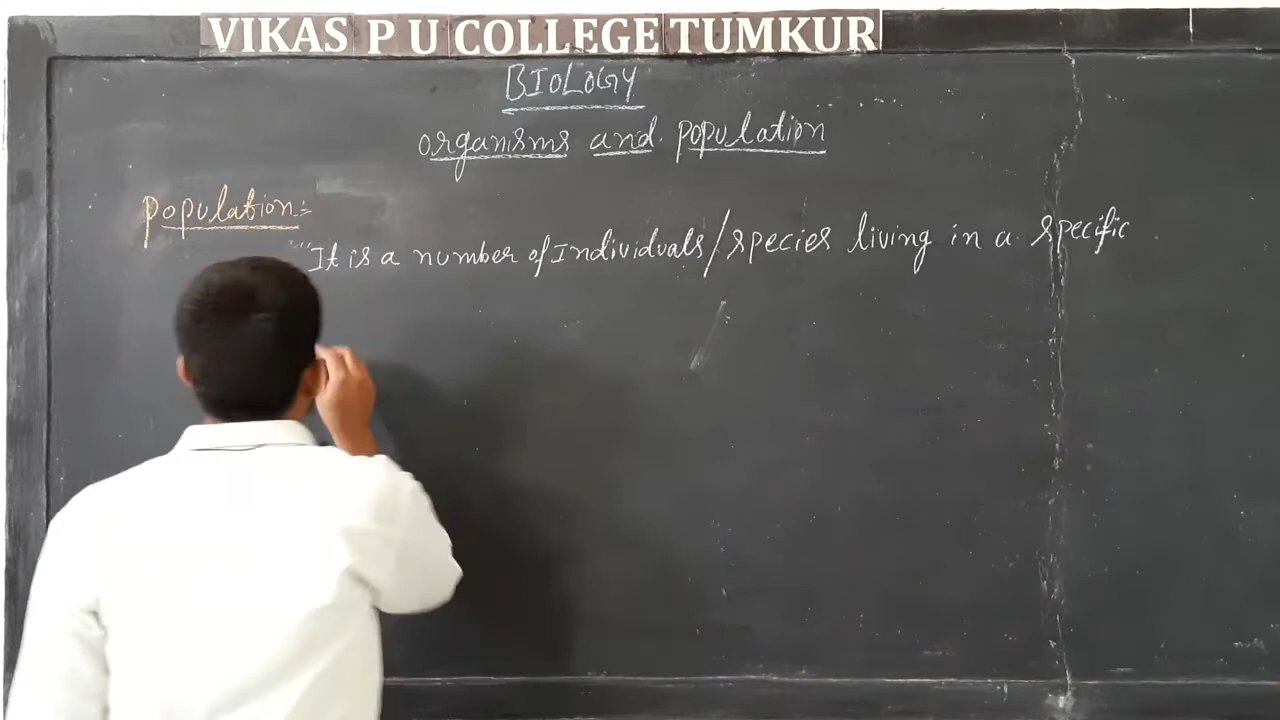 VIKAS P U COLLEGE TUMKUR
BIOLOGY
organisms and population
Population:-
"It is a number of Individuals/species living in a specific